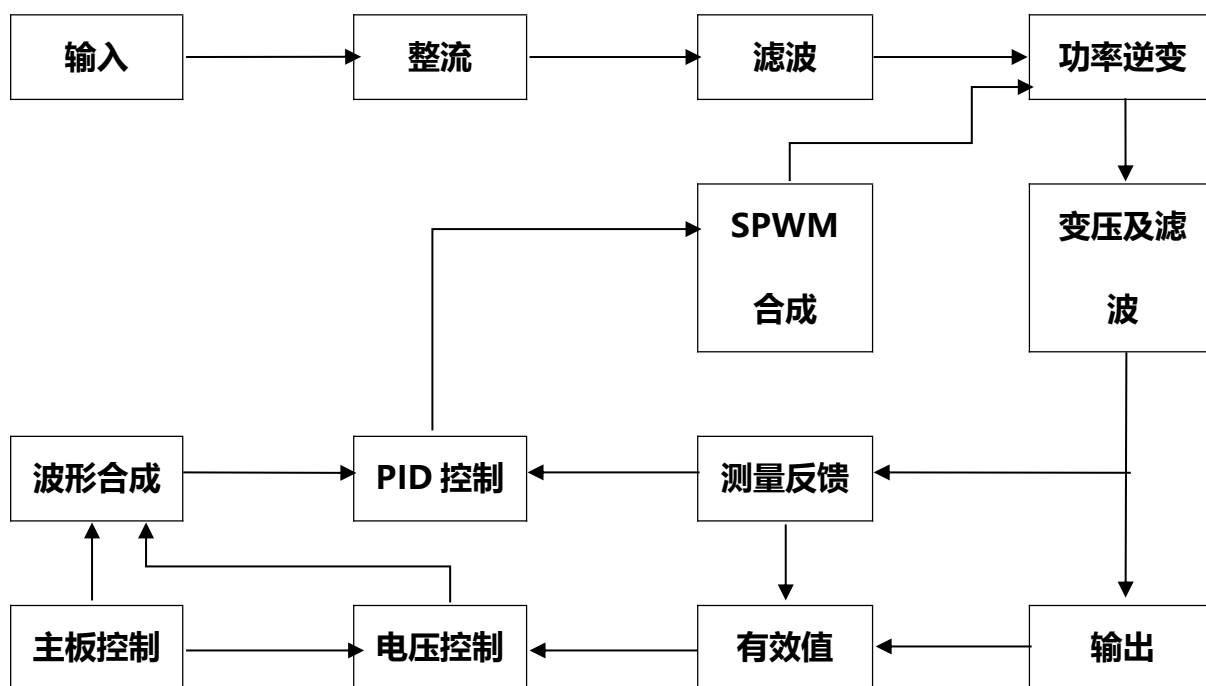 输入
整流
滤波
功率逆变
SPWM
合成
变压及滤
波
波形合成
PID 控制
测量反馈
主板控制
电压控制
有效值
输出